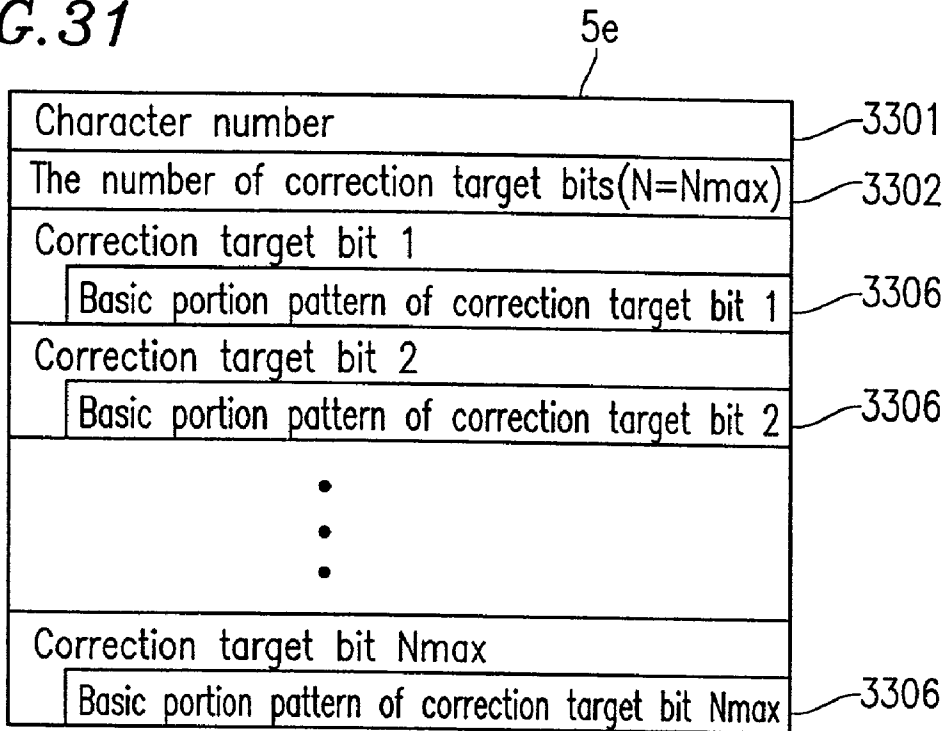 G.31
5e
Character number 3301
The number of correction target bits(N=Nmax) 3302
Correction target bit 1
Basic portion pattern of correction target bit 1 3306
Correction target bit 2
Basic portion pattern of correction target bit 2 3306
Correction target bit Nmax
Basic portion pattern of correction target bit Nmax 3306